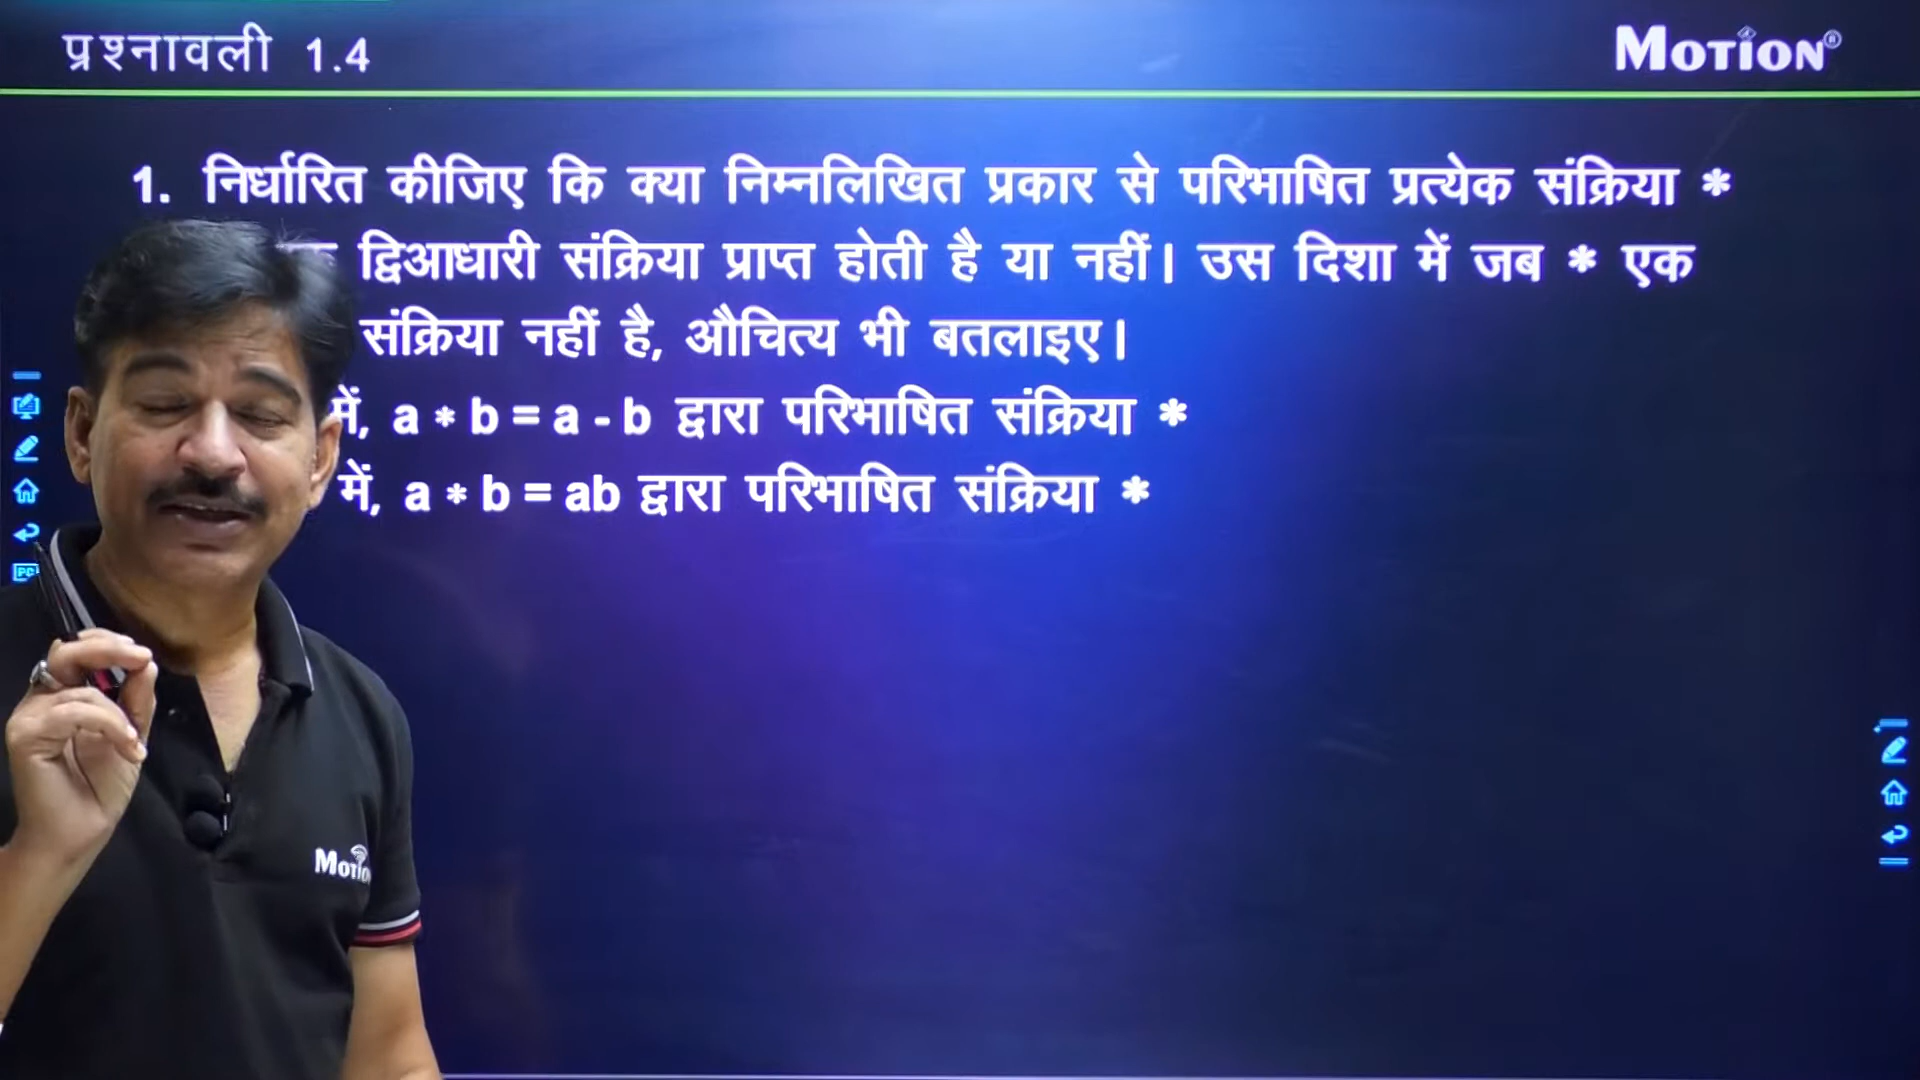 प्रश्नावली 1.4
MOTION®
1. निर्धारित कीजिए कि क्या निम्नलिखित प्रकार से परिभाषित प्रत्येक संक्रिया *
द्विआधारी संक्रिया प्राप्त होती है या नहीं। उस दिशा में जब * एक
संक्रिया नहीं है, औचित्य भी बतलाइए।
में, a * b = a - b द्वारा परिभाषित संक्रिया *
में, a * b = ab द्वारा परिभाषित संक्रिया *
PC